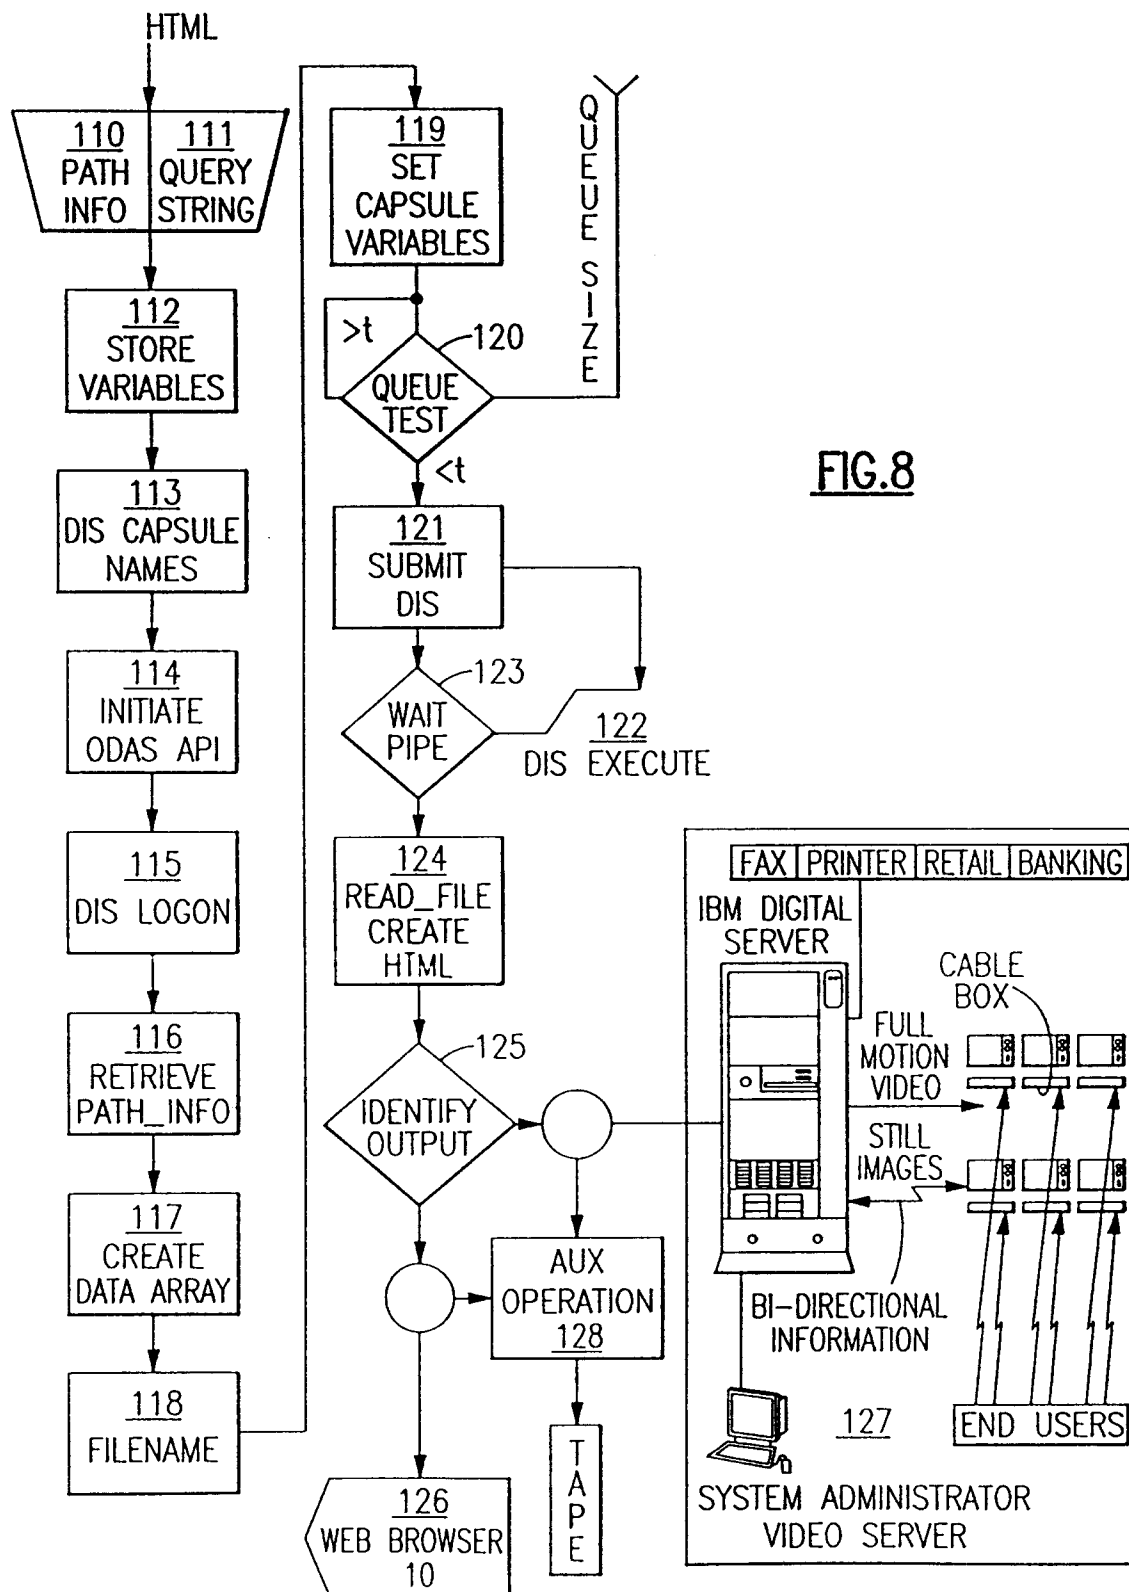 HTML
110
PATH
INFO
111
QUERY
STRING
112
STORE
VARIABLES
113
DIS CAPSULE
NAMES
114
INITIATE
ODAS API
115
DIS LOGON
116
RETRIEVE
PATH_INFO
117
CREATE
DATA ARRAY
118
FILENAME
119
SET
CAPSULE
VARIABLES
QUEUE SIZE
>t
120
QUEUE
TEST
<t
121
SUBMIT
DIS
123
WAIT
PIPE
122
DIS EXECUTE
124
READ_FILE
CREATE
HTML
125
IDENTIFY
OUTPUT
AUX
OPERATION
128
TAPE
126
WEB BROWSER
10
FIG.8
FAX PRINTER RETAIL BANKING
IBM DIGITAL
SERVER
CABLE
BOX
FULL
MOTION
VIDEO
STILL
IMAGES
BI-DIRECTIONAL
INFORMATION
127
END USERS
SYSTEM ADMINISTRATOR
VIDEO SERVER